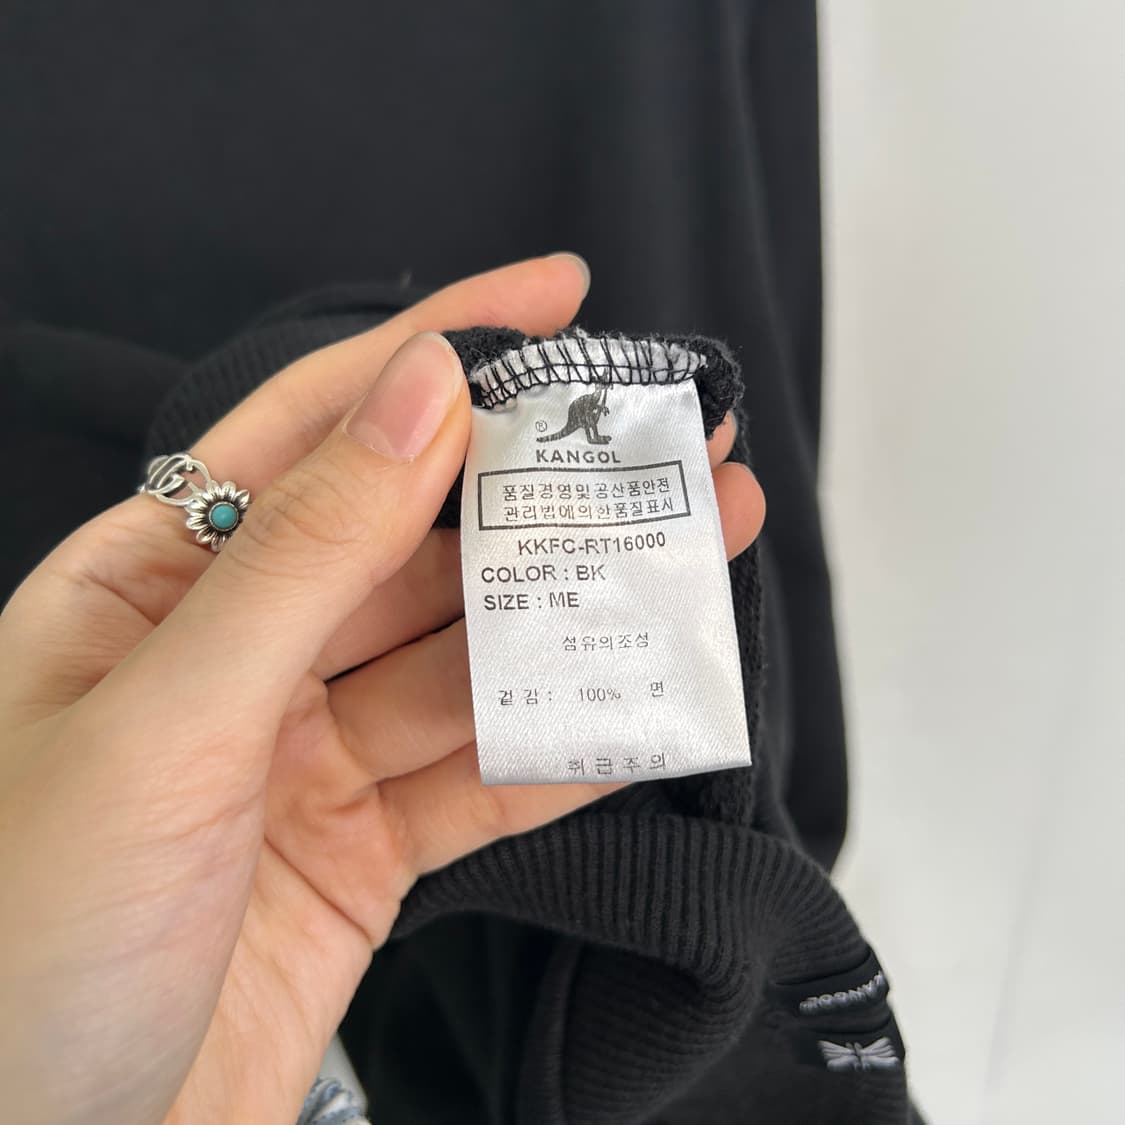 ®
KANGOL
품질경영및공산품안전
관리법에의한품질표시
KKFC-RT16000
COLOR : BK
SIZE : ME
섬유의조성
겉감 : 100% 면
취급주의
KANGOL